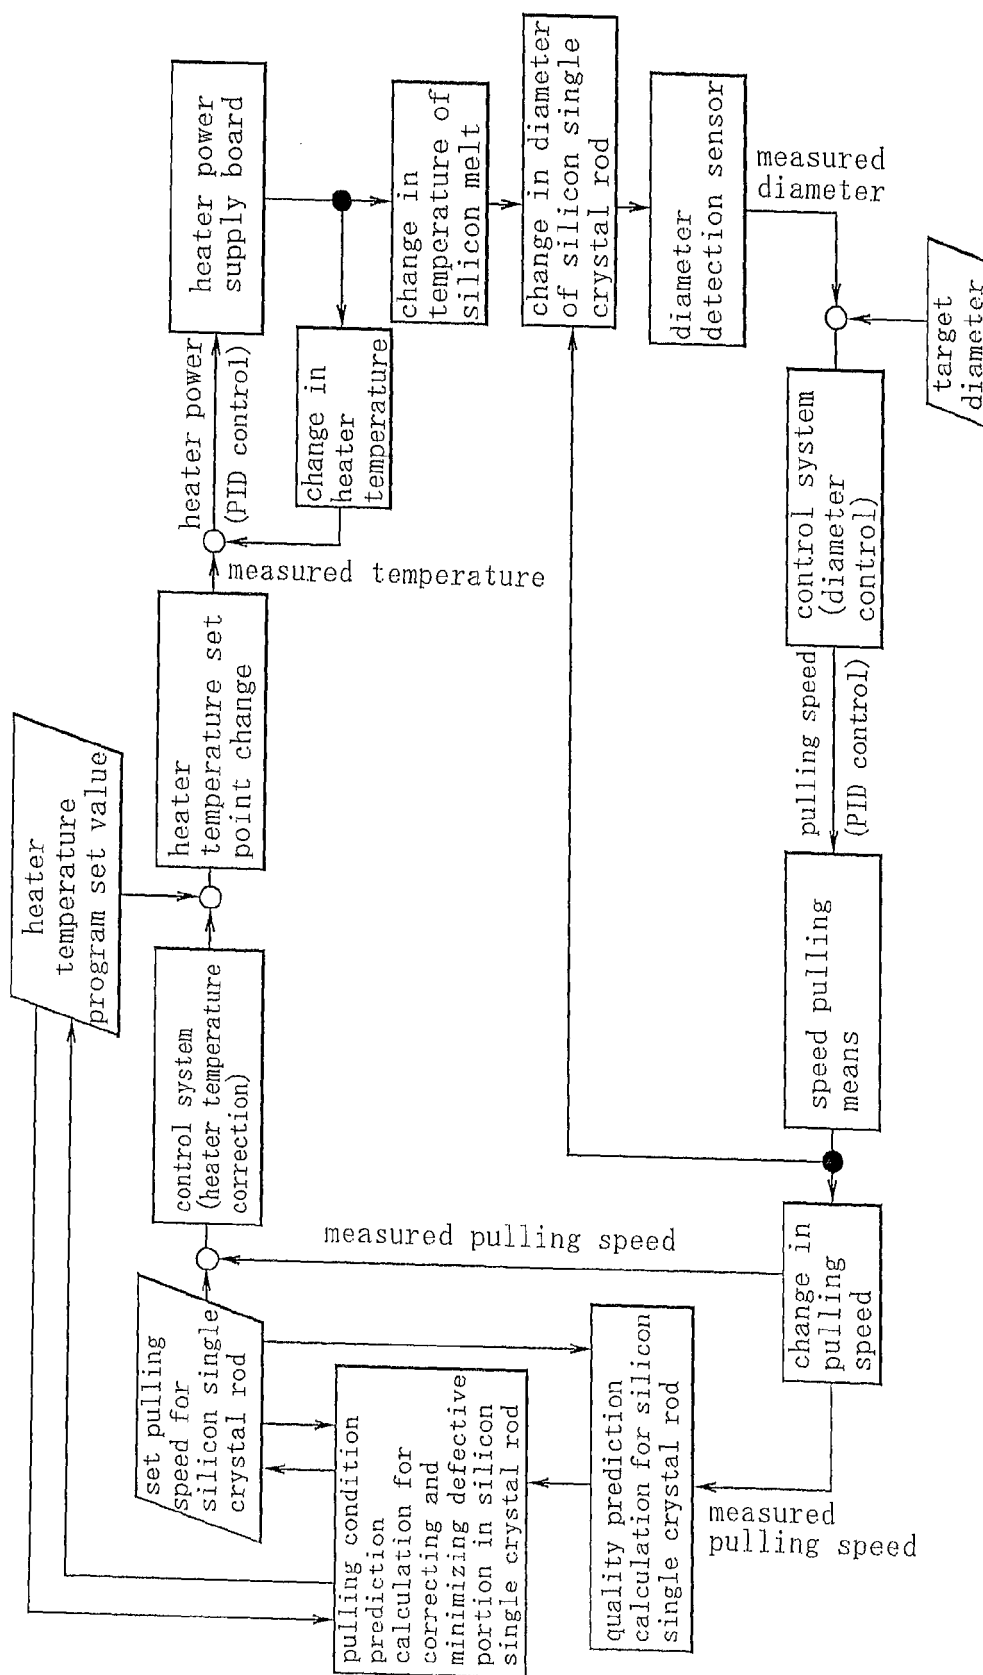 set pulling
speed for
silicon single
crystal rod
pulling condition
prediction
calculation for
correcting and
minimizing defective
portion in silicon
single crystal rod
quality prediction
calculation for silicon
single crystal rod
measured
pulling speed
change in
pulling
speed
measured pulling speed
control system
(heater temperature
correction)
heater
temperature
program set value
heater
temperature set
point change
measured temperature
heater power
(PID control)
heater power
supply board
change in
heater
temperature
change in
temperature of
silicon melt
change in diameter
of silicon single
crystal rod
diameter
detection sensor
measured
diameter
target
diameter
control system
(diameter
control)
pulling speed
(PID control)
speed pulling
means